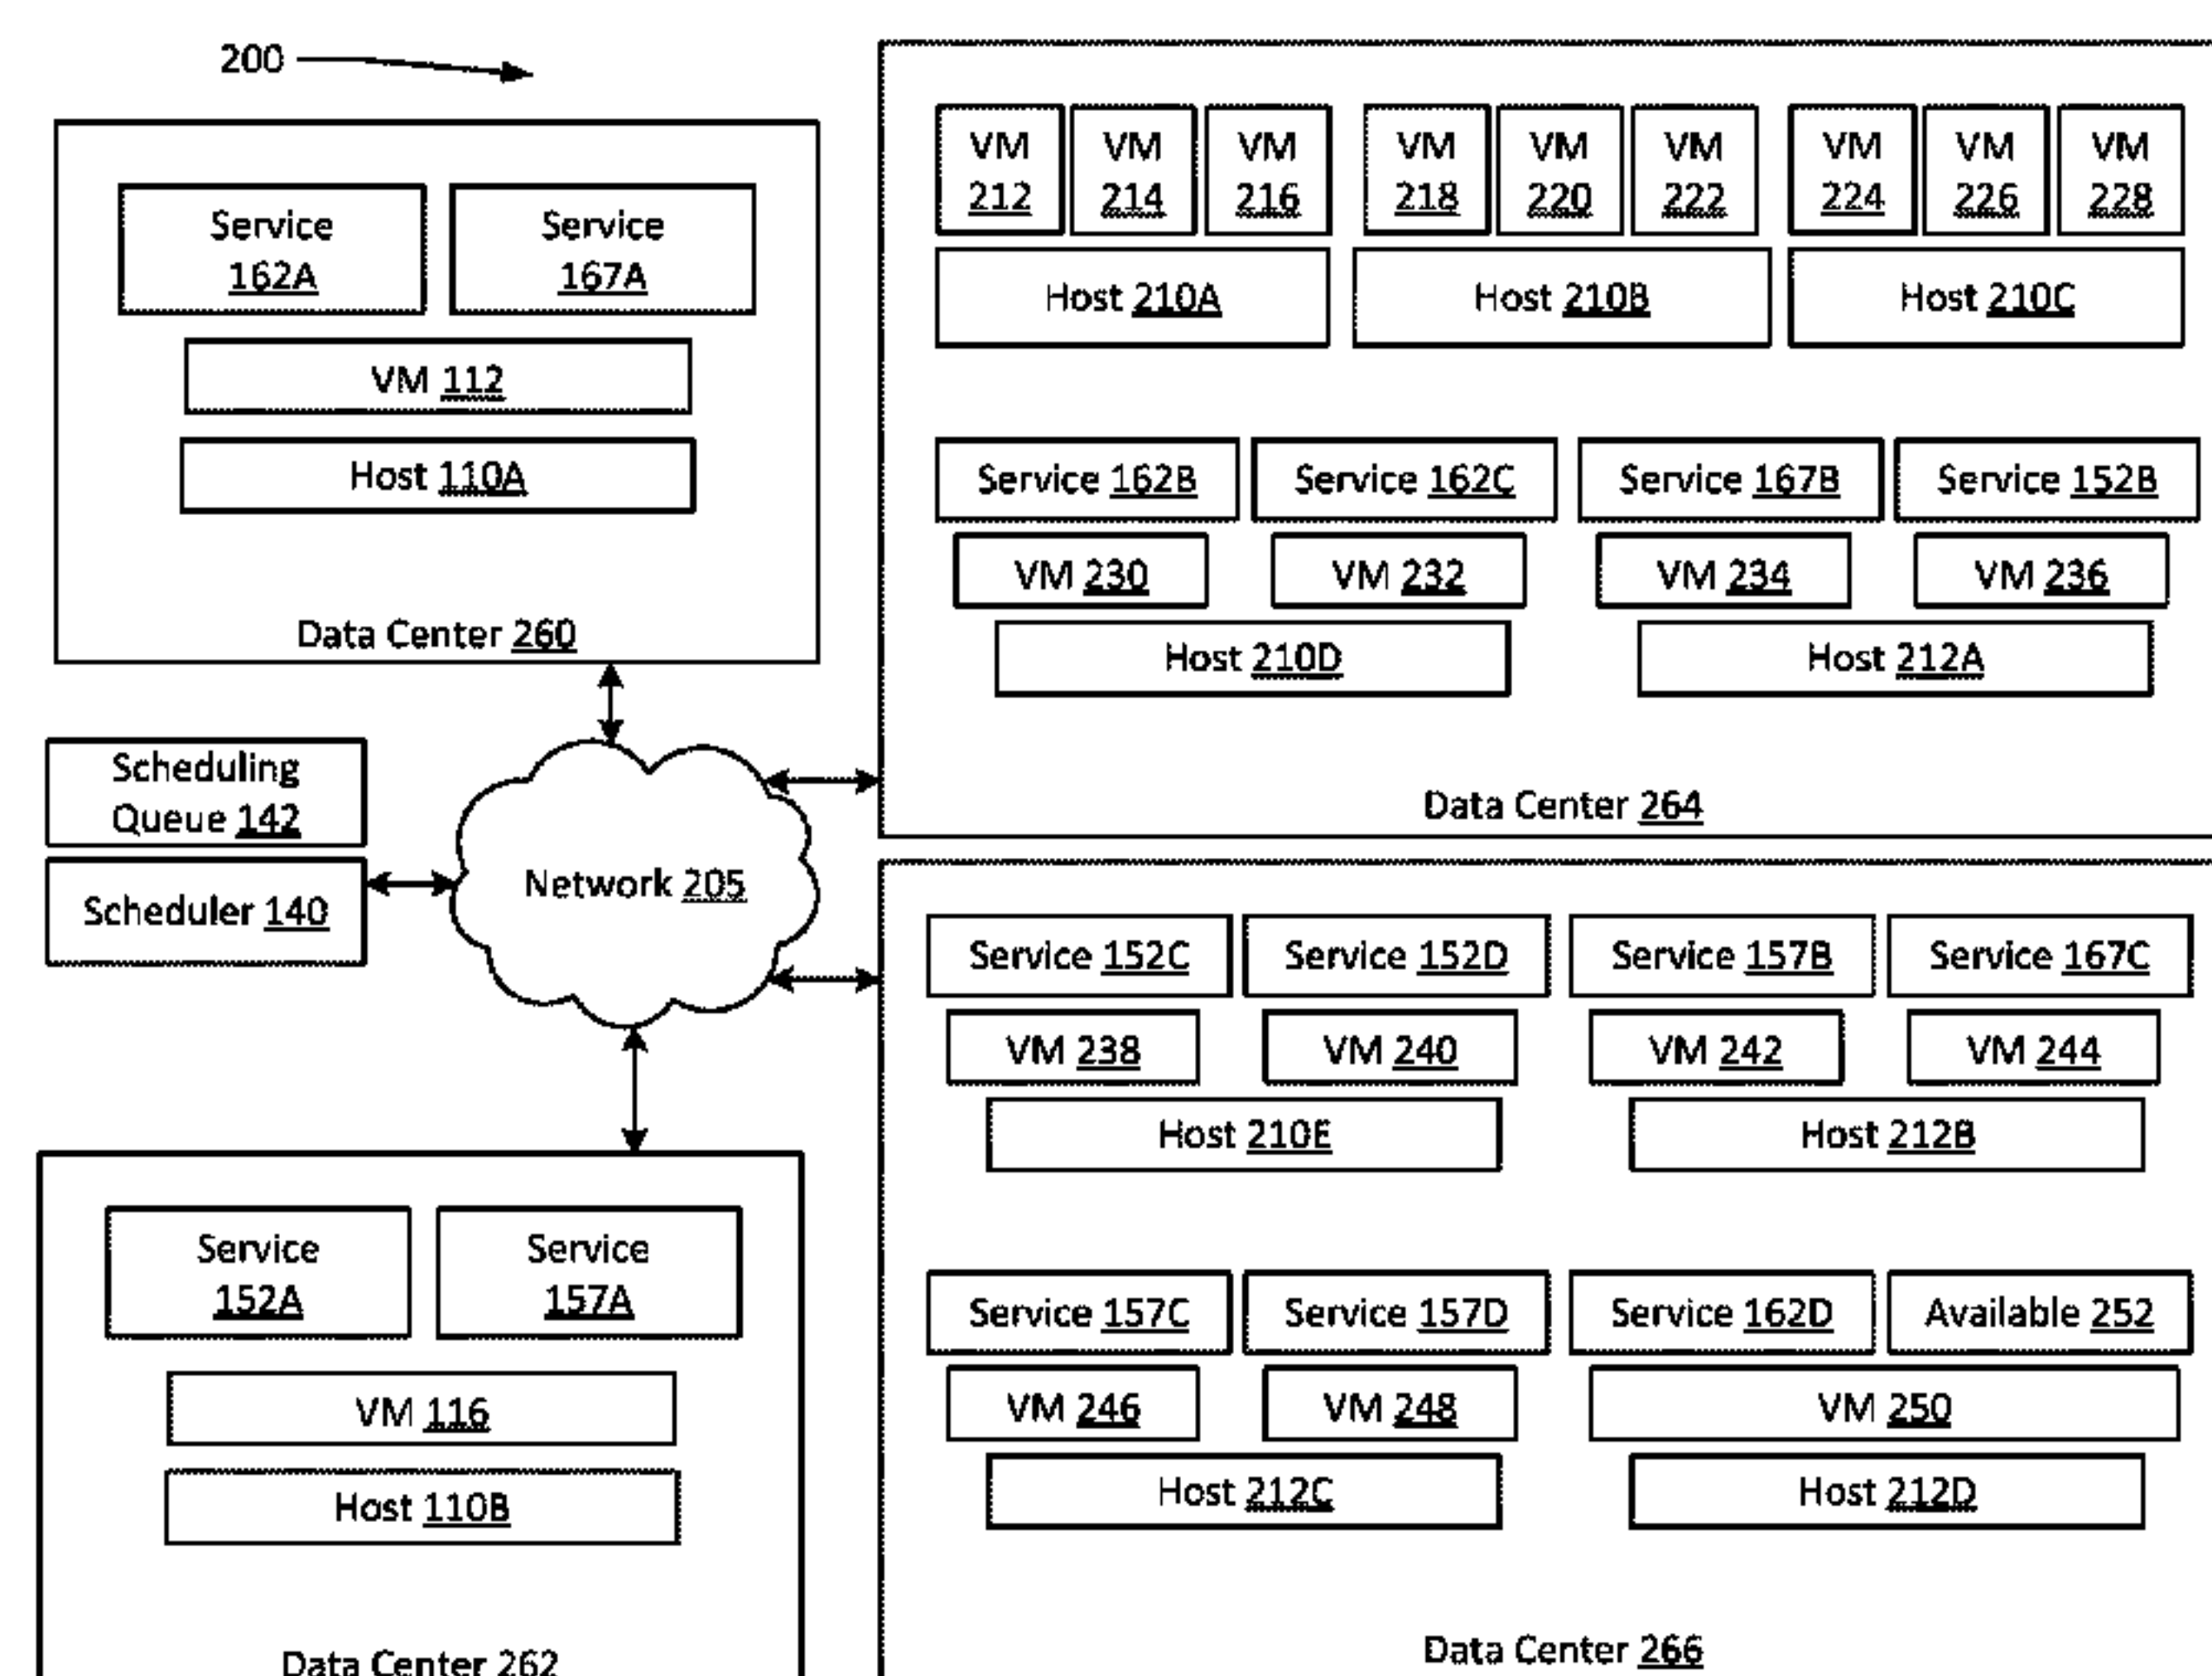 200
Service
162A
Service
167A
VM 112
Host 110A
Data Center 260
Scheduling
Queue 142
Scheduler 140
Network 205
Service
152A
Service
157A
VM 116
Host 110B
Data Center 262
VM
212
VM
214
VM
216
VM
218
VM
220
VM
222
VM
224
VM
226
VM
228
Host 210A
Host 210B
Host 210C
Service 162B
Service 162C
Service 167B
Service 152B
VM 230
VM 232
VM 234
VM 236
Host 210D
Host 212A
Data Center 264
Service 152C
Service 152D
Service 157B
Service 167C
VM 238
VM 240
VM 242
VM 244
Host 210E
Host 212B
Service 157C
Service 157D
Service 162D
Available 252
VM 246
VM 248
VM 250
Host 212C
Host 212D
Data Center 266